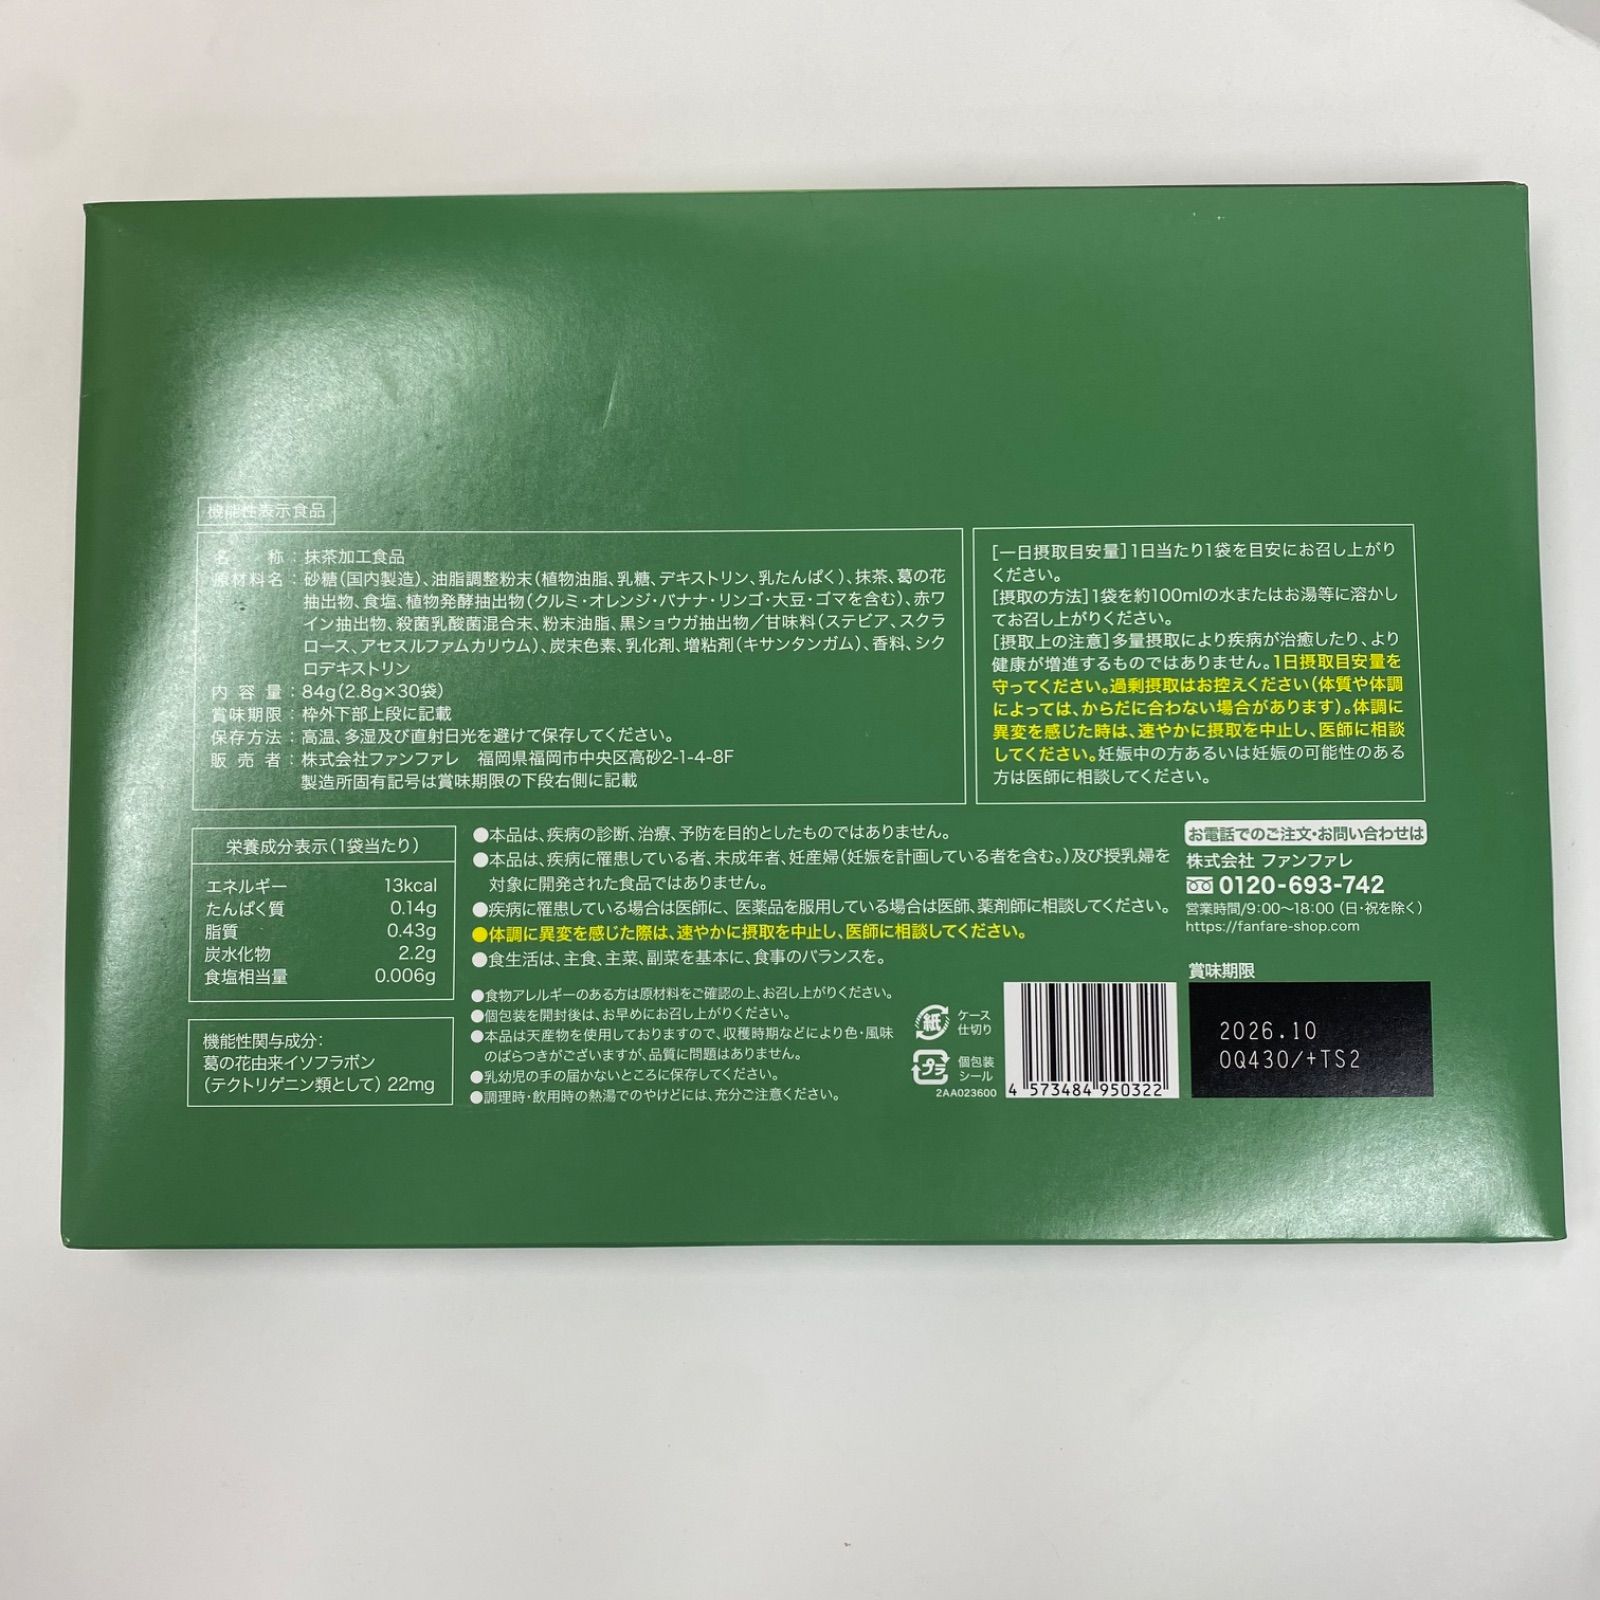 機能性表示食品
名 称：抹茶加工食品
原材料名：砂糖(国内製造)、油脂調整粉末(植物油脂、乳糖、デキストリン、乳たんぱく)、抹茶、葛の花
抽出物、食塩、植物発酵抽出物(クルミ・オレンジ・バナナ・リンゴ・大豆・ゴマを含む)、赤ワ
イン抽出物、殺菌乳酸菌混合末、粉末油脂、黒ショウガ抽出物／甘味料(ステビア、スクラ
ロース、アセスルファムカリウム)、炭末色素、乳化剤、増粘剤(キサンタンガム)、香料、シク
ロデキストリン
内容量：84g(2.8g×30袋)
賞味期限：枠外下部上段に記載
保存方法：高温、多湿及び直射日光を避けて保存してください。
販売者：株式会社ファンファレ 福岡県福岡市中央区高砂2-1-4-8F
製造所固有記号は賞味期限の下段右側に記載
[一日摂取目安量]1日当たり1袋を目安にお召し上がり
ください。
[摂取の方法]1袋を約100mlの水またはお湯等に溶かし
てお召し上がりください。
[摂取上の注意]多量摂取により疾病が治癒したり、より
健康が増進するものではありません。1日摂取目安量を
守ってください。過剰摂取はお控えください(体質や体調
によっては、からだに合わない場合があります)。体調に
異変を感じた時は、速やかに摂取を中止し、医師に相談
してください。妊娠中の方あるいは妊娠の可能性のある
方は医師に相談してください。
栄養成分表示(1袋当たり)
エネルギー 13kcal
たんぱく質 0.14g
脂質 0.43g
炭水化物 2.2g
食塩相当量 0.006g
機能性関与成分：
葛の花由来イソフラボン
(テクトリゲニン類として) 22mg
●本品は、疾病の診断、治療、予防を目的としたものではありません。
●本品は、疾病に罹患している者、未成年者、妊産婦(妊娠を計画している者を含む。)及び授乳婦を
対象に開発された食品ではありません。
●疾病に罹患している場合は医師に、医薬品を服用している場合は医師、薬剤師に相談してください。
●体調に異変を感じた際は、速やかに摂取を中止し、医師に相談してください。
●食生活は、主食、主菜、副菜を基本に、食事のバランスを。
●食物アレルギーのある方は原材料をご確認の上、お召し上がりください。
●個包装を開封後は、お早めにお召し上がりください。
●本品は天産物を使用しておりますので、収穫時期などにより色・風味
のばらつきがございますが、品質に問題はありません。
●乳幼児の手の届かないところに保存してください。
●調理時・飲用時の熱湯でのやけどには、充分ご注意ください。
紙
ケース
仕切り
プラ
個包装
シール
2AA023600
4 573484 950322
お電話でのご注文・お問い合わせは
株式会社 ファンファレ
0120-693-742
営業時間/9:00〜18:00 (日・祝を除く)
https://fanfare-shop.com
賞味期限
2026.10
0Q430/+TS2